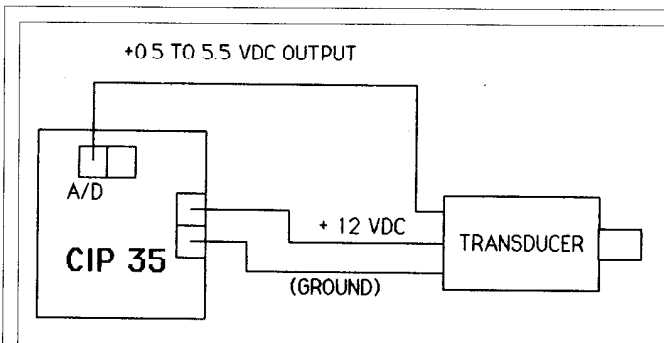 +0.5 TO 5.5 VDC OUTPUT
A/D
+ 12 VDC
TRANSDUCER
CIP 35
(GROUND)